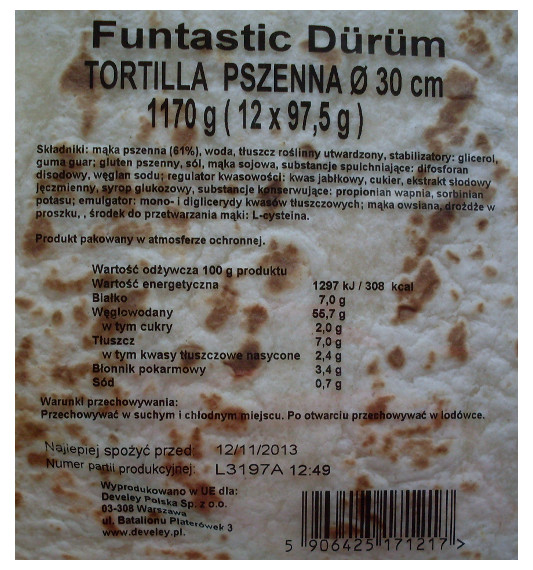 Funtastic Dürüm
TORTILLA PSZENNA Ø 30 cm
1170 g ( 12 x 97,5 g )
Składniki: mąka pszenna (61%), woda, tłuszcz roślinny utwardzony, stabilizatory: glicerol,
guma guar; gluten pszenny, sól, mąka sojowa, substancje spulchniające: difosforan
disodowy, węglan sodu; regulator kwasowości: kwas jabłkowy, cukier, ekstrakt słodowy
jęczmienny, syrop glukozowy, substancje konserwujące: propionian wapnia, sorbinian
potasu; emulgator: mono- i diglicerydy kwasów tłuszczowych; mąka owsiana, drożdże w
proszku, , środek do przetwarzania mąki: L-cysteina.
Produkt pakowany w atmosferze ochronnej.
Wartość odżywcza 100 g produktu
Wartość energetyczna 1297 kJ / 308 kcal
Białko 7,0 g
Węglowodany 55,7 g
w tym cukry 2,0 g
Tłuszcz 7,0 g
w tym kwasy tłuszczowe nasycone 2,4 g
Błonnik pokarmowy 3,4 g
Sód 0,7 g
Warunki przechowywania:
Przechowywać w suchym i chłodnym miejscu. Po otwarciu przechowywać w lodówce.
Najlepiej spożyć przed: 12/11/2013
Numer partii produkcyjnej: L3197A 12:49
Wyprodukowano w UE dla:
Develey Polska Sp. z o.o.
03-308 Warszawa
ul. Batalionu Platerówek 3
www.develey.pl.
5 906425 171217 >